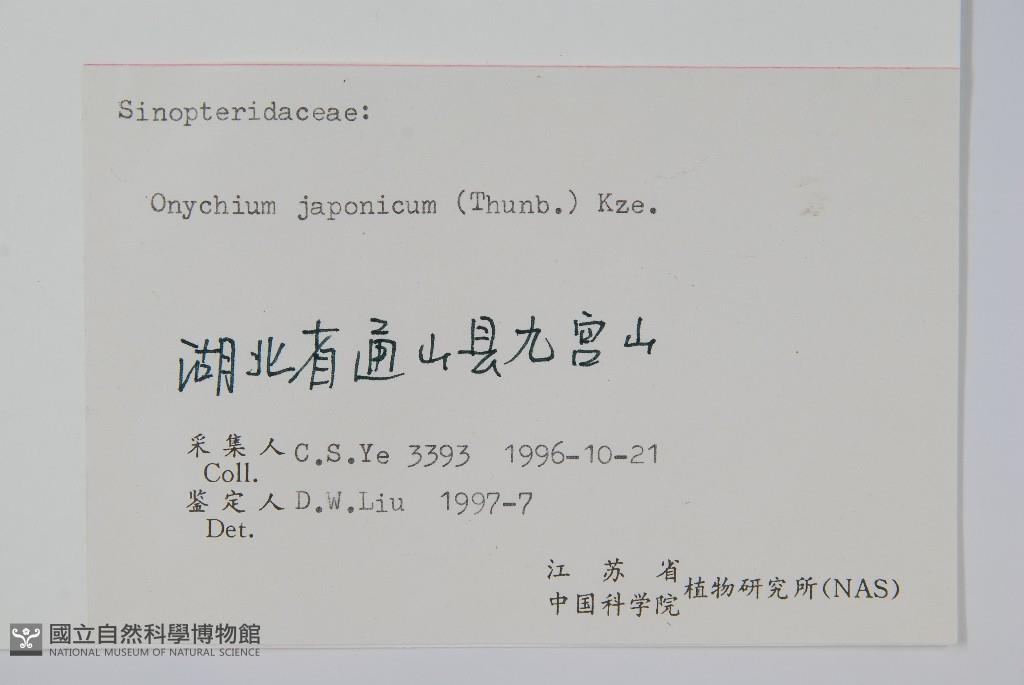 Sinopteridaceae:
Onychium japonicum (Thunb.) Kze.
湖北省通山县九宫山
采集人 C.S.Ye 3393 1996-10-21
Coll.
鉴定人 D.W.Liu 1997-7
Det.
江苏省
中国科学院 植物研究所(NAS)
國立自然科學博物館
NATIONAL MUSEUM OF NATURAL SCIENCE